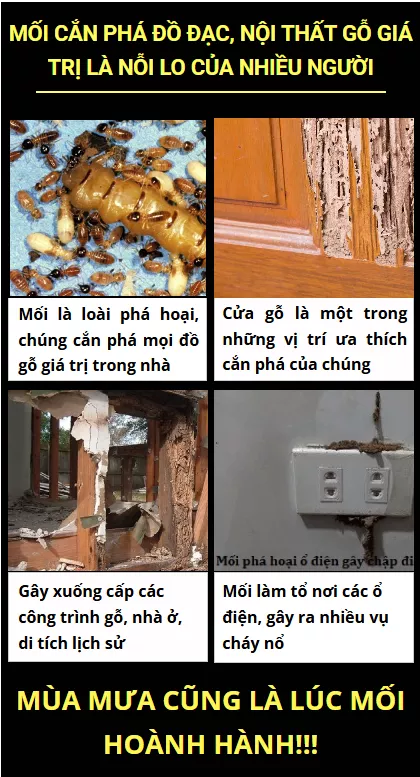 MỐI CẮN PHÁ ĐỒ ĐẠC, NỘI THẤT GỖ GIÁ
TRỊ LÀ NỖI LO CỦA NHIỀU NGƯỜI
Mối là loài phá hoại,
chúng cắn phá mọi đồ
gỗ giá trị trong nhà
Cửa gỗ là một trong
những vị trí ưa thích
cắn phá của chúng
Mối phá hoại ổ điện gây chập đi
Gây xuống cấp các
công trình gỗ, nhà ở,
di tích lịch sử
Mối làm tổ nơi các ổ
điện, gây ra nhiều vụ
cháy nổ
MÙA MƯA CŨNG LÀ LÚC MỐI
HOÀNH HÀNH!!!